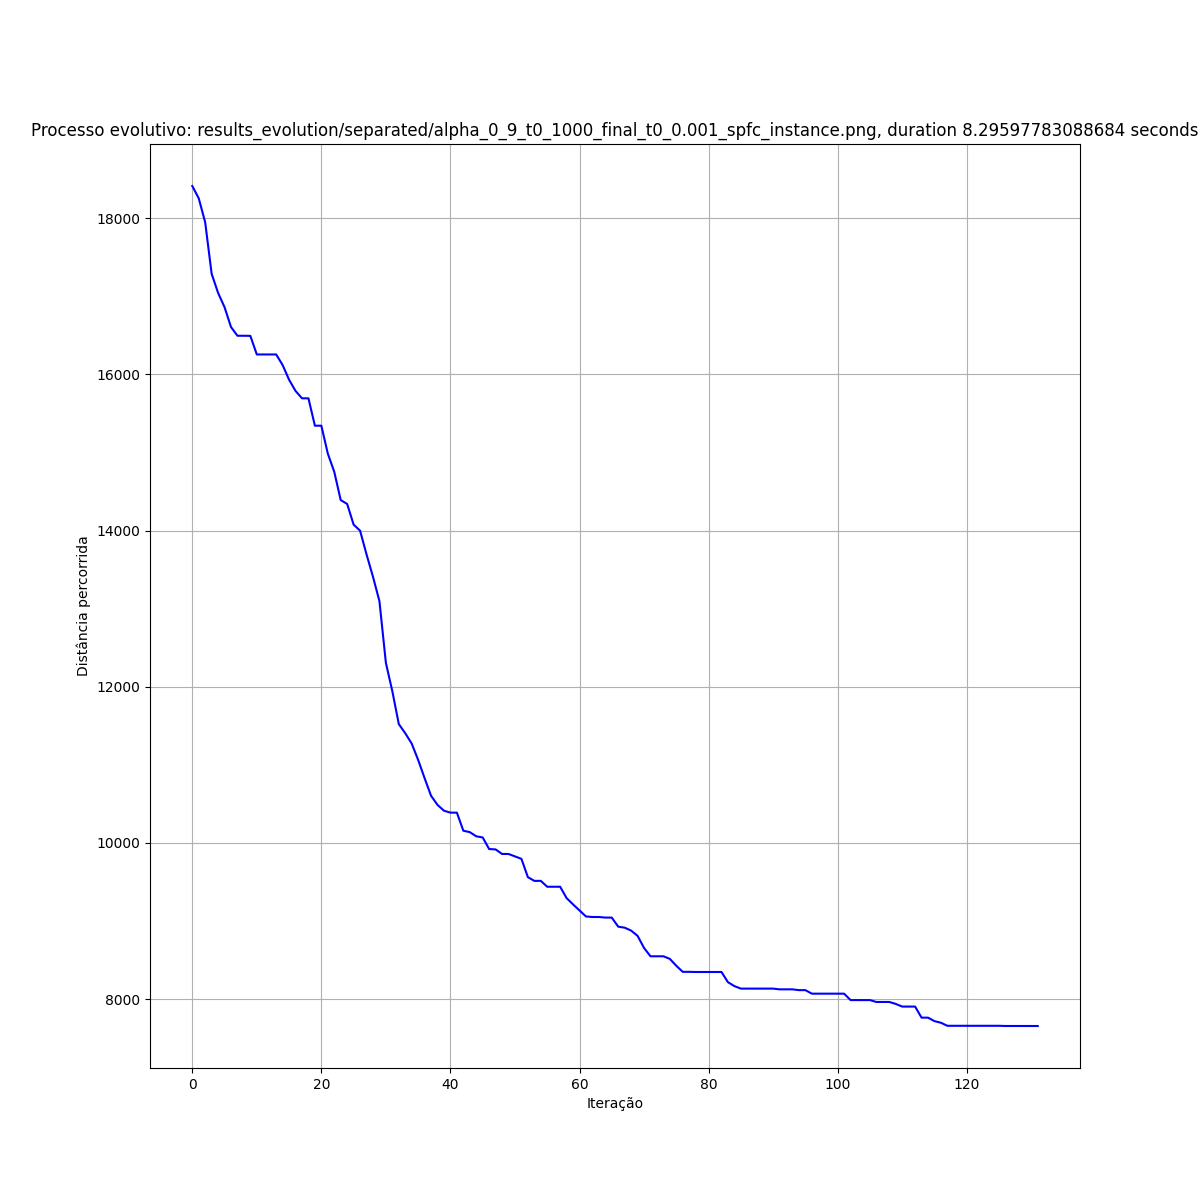 Processo evolutivo: results_evolution/separated/alpha_0_9_t0_1000_final_t0_0.001_spfc_instance.png, duration 8.29597783088684 seconds
18000
16000
14000
12000
10000
8000
Distância percorrida
0 20 40 60 80 100 120
Iteração